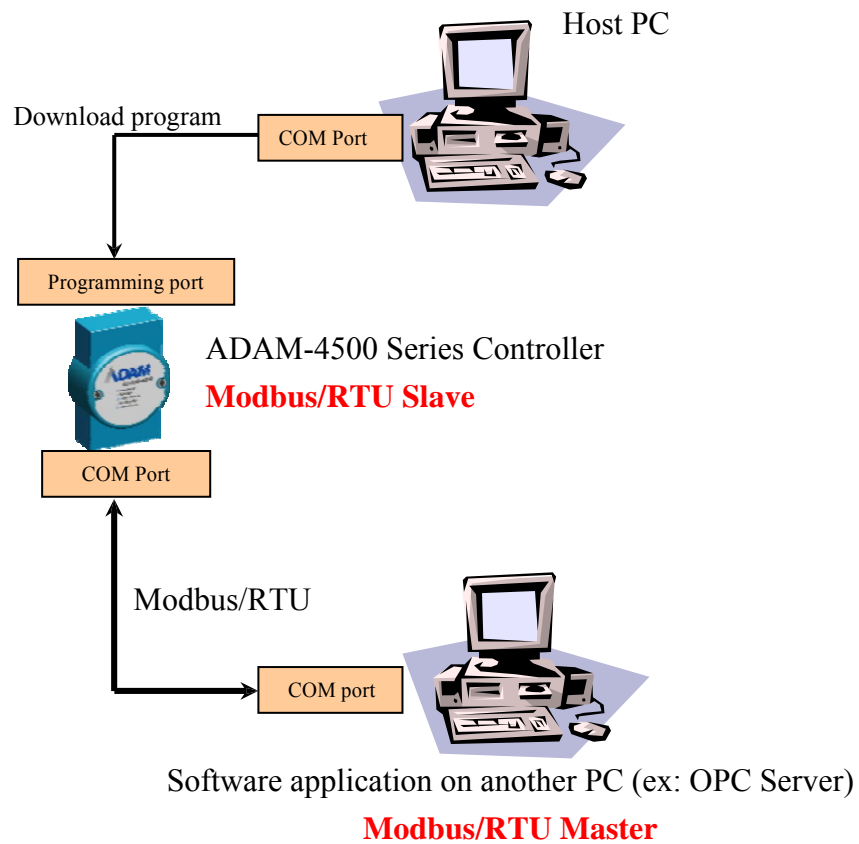 Host PC
Download program
COM Port
Programming port
ADAM
ADAM-4500 Series Controller
Modbus/RTU Slave
COM Port
Modbus/RTU
COM port
Software application on another PC (ex: OPC Server)
Modbus/RTU Master